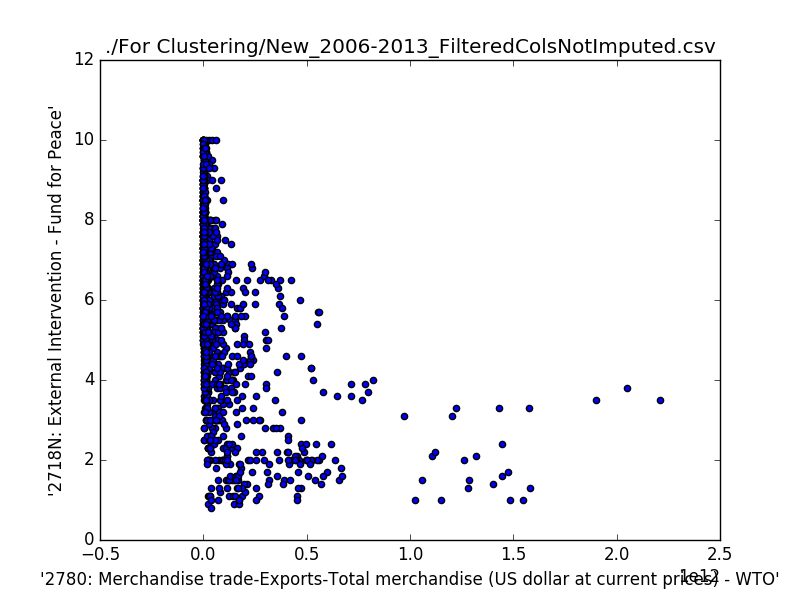 ./For Clustering/New_2006-2013_FilteredColsNotImputed.csv
12
10
8
6
4
2
0
'2718N: External Intervention - Fund for Peace'
−0.5 0.0 0.5 1.0 1.5 2.0 2.5
1e12
'2780: Merchandise trade-Exports-Total merchandise (US dollar at current prices) - WTO'